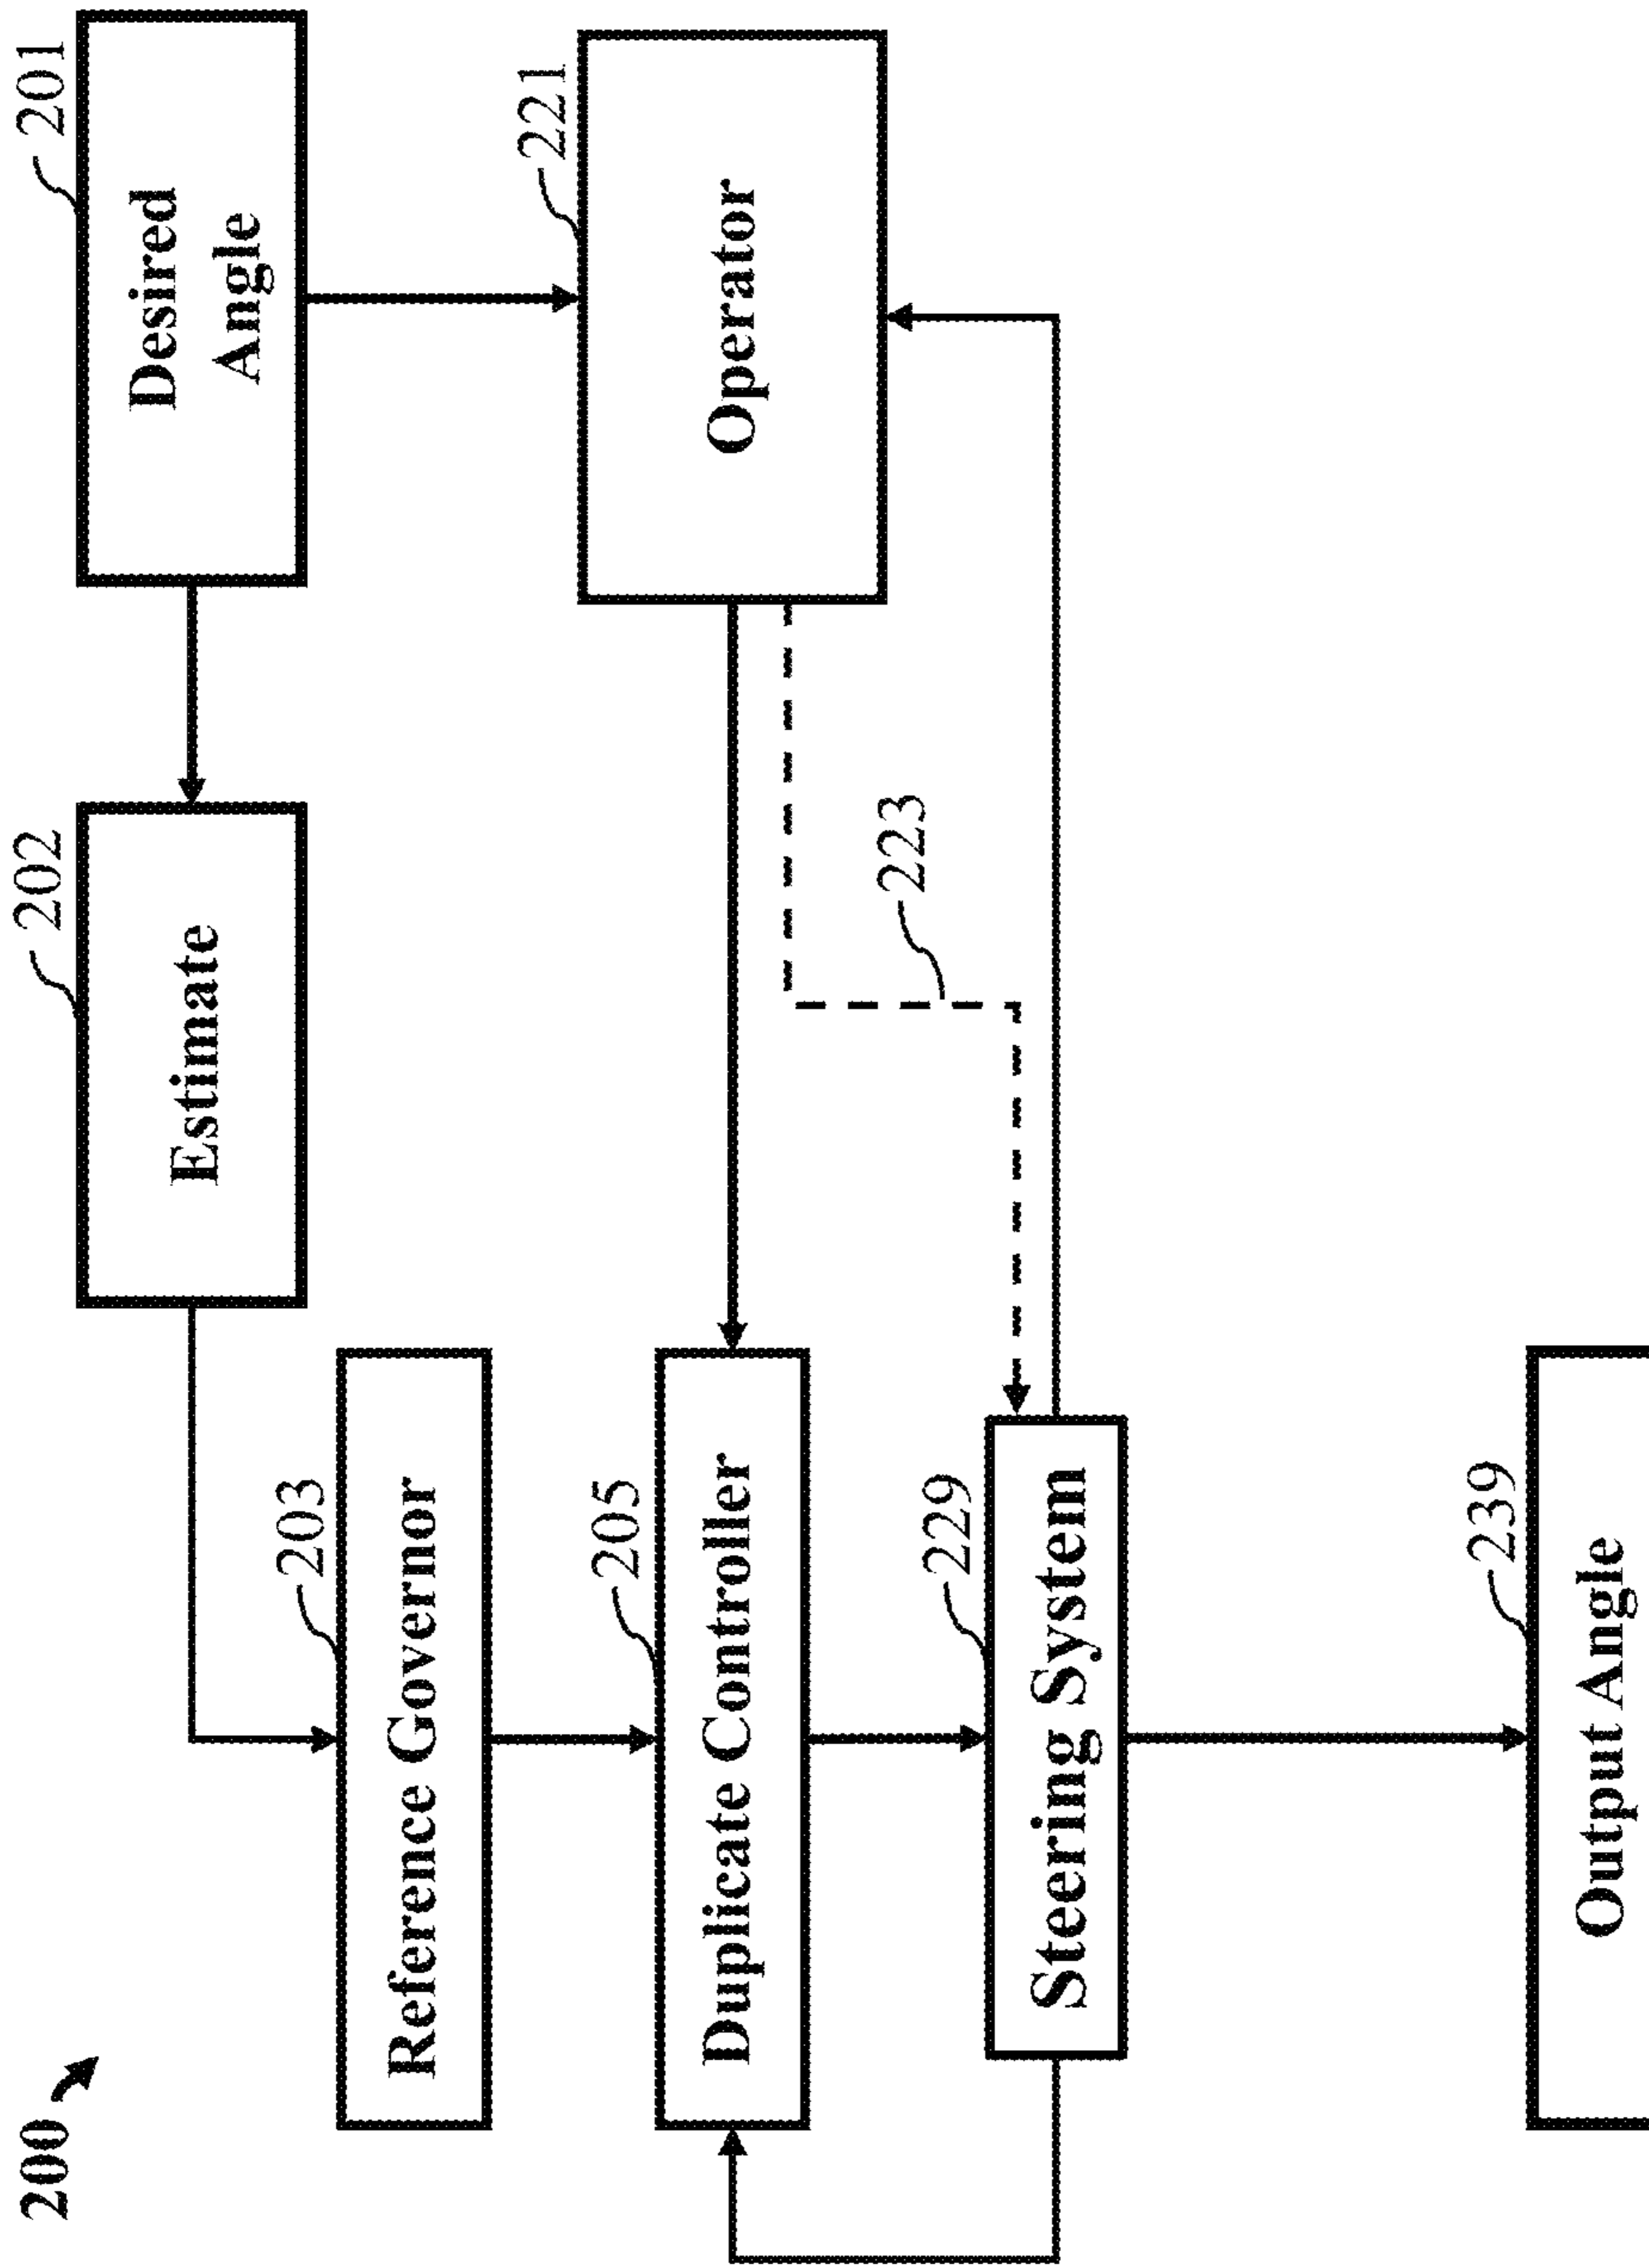 200
201
Desired
Angle
202
Estimate
203
Reference Governor
221
Operator
205
Duplicate Controller
223
229
Steering System
239
Output Angle